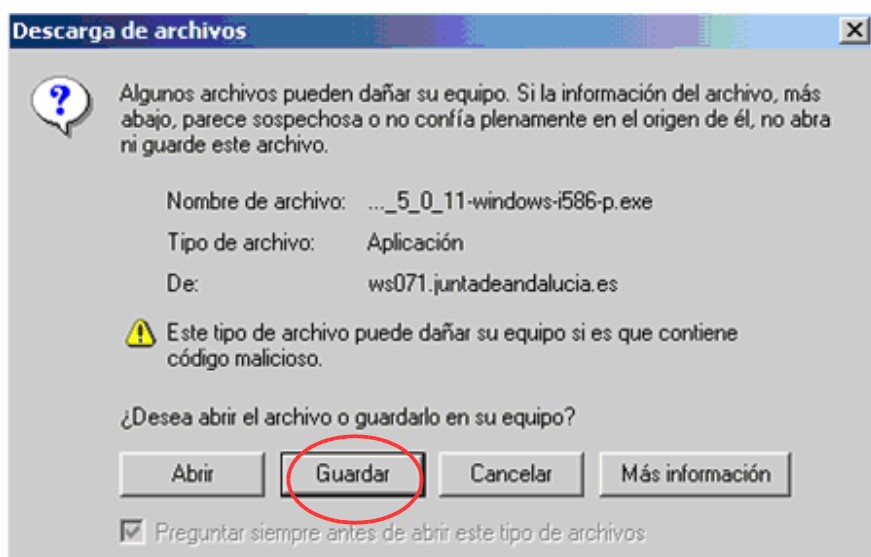 Descarga de archivos
Algunos archivos pueden dañar su equipo. Si la información del archivo, más
abajo, parece sospechosa o no confía plenamente en el origen de él, no abra
ni guarde este archivo.
Nombre de archivo: ..._5_0_11-windows-i586-p.exe
Tipo de archivo: Aplicación
De: ws071.juntadeandalucia.es
Este tipo de archivo puede dañar su equipo si es que contiene
código malicioso.
¿Desea abrir el archivo o guardarlo en su equipo?
Abrir Guardar Cancelar Más información
Preguntar siempre antes de abrir este tipo de archivos